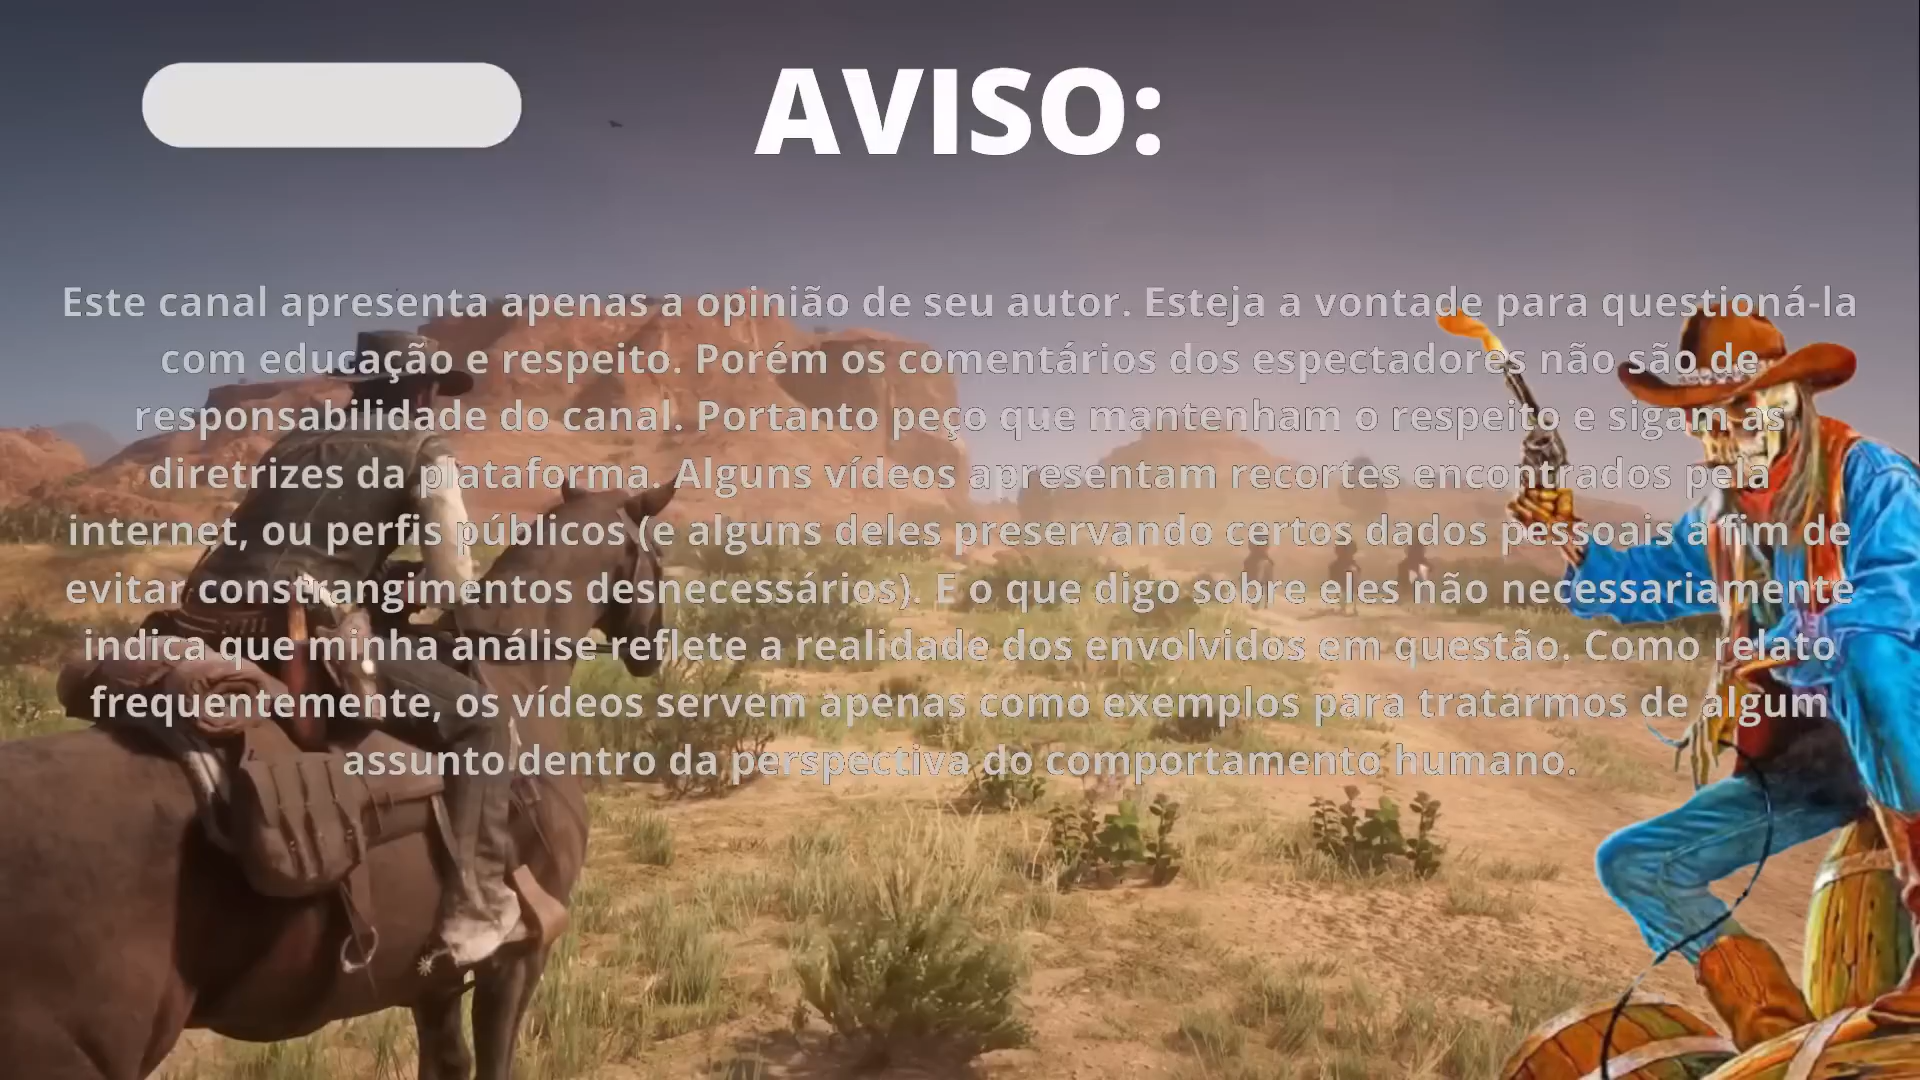 AVISO:
Este canal apresenta apenas a opinião de seu autor. Esteja a vontade para questioná-la
com educação e respeito. Porém os comentários dos espectadores não são de
responsabilidade do canal. Portanto peço que mantenham o respeito e sigam as
diretrizes da plataforma. Alguns vídeos apresentam recortes encontrados pela
internet, ou perfis públicos (e alguns deles preservando certos dados pessoais a fim de
evitar constrangimentos desnecessários). E o que digo sobre eles não necessariamente
indica que minha análise reflete a realidade dos envolvidos em questão. Como relato
frequentemente, os vídeos servem apenas como exemplos para tratarmos de algum
assunto dentro da perspectiva do comportamento humano.